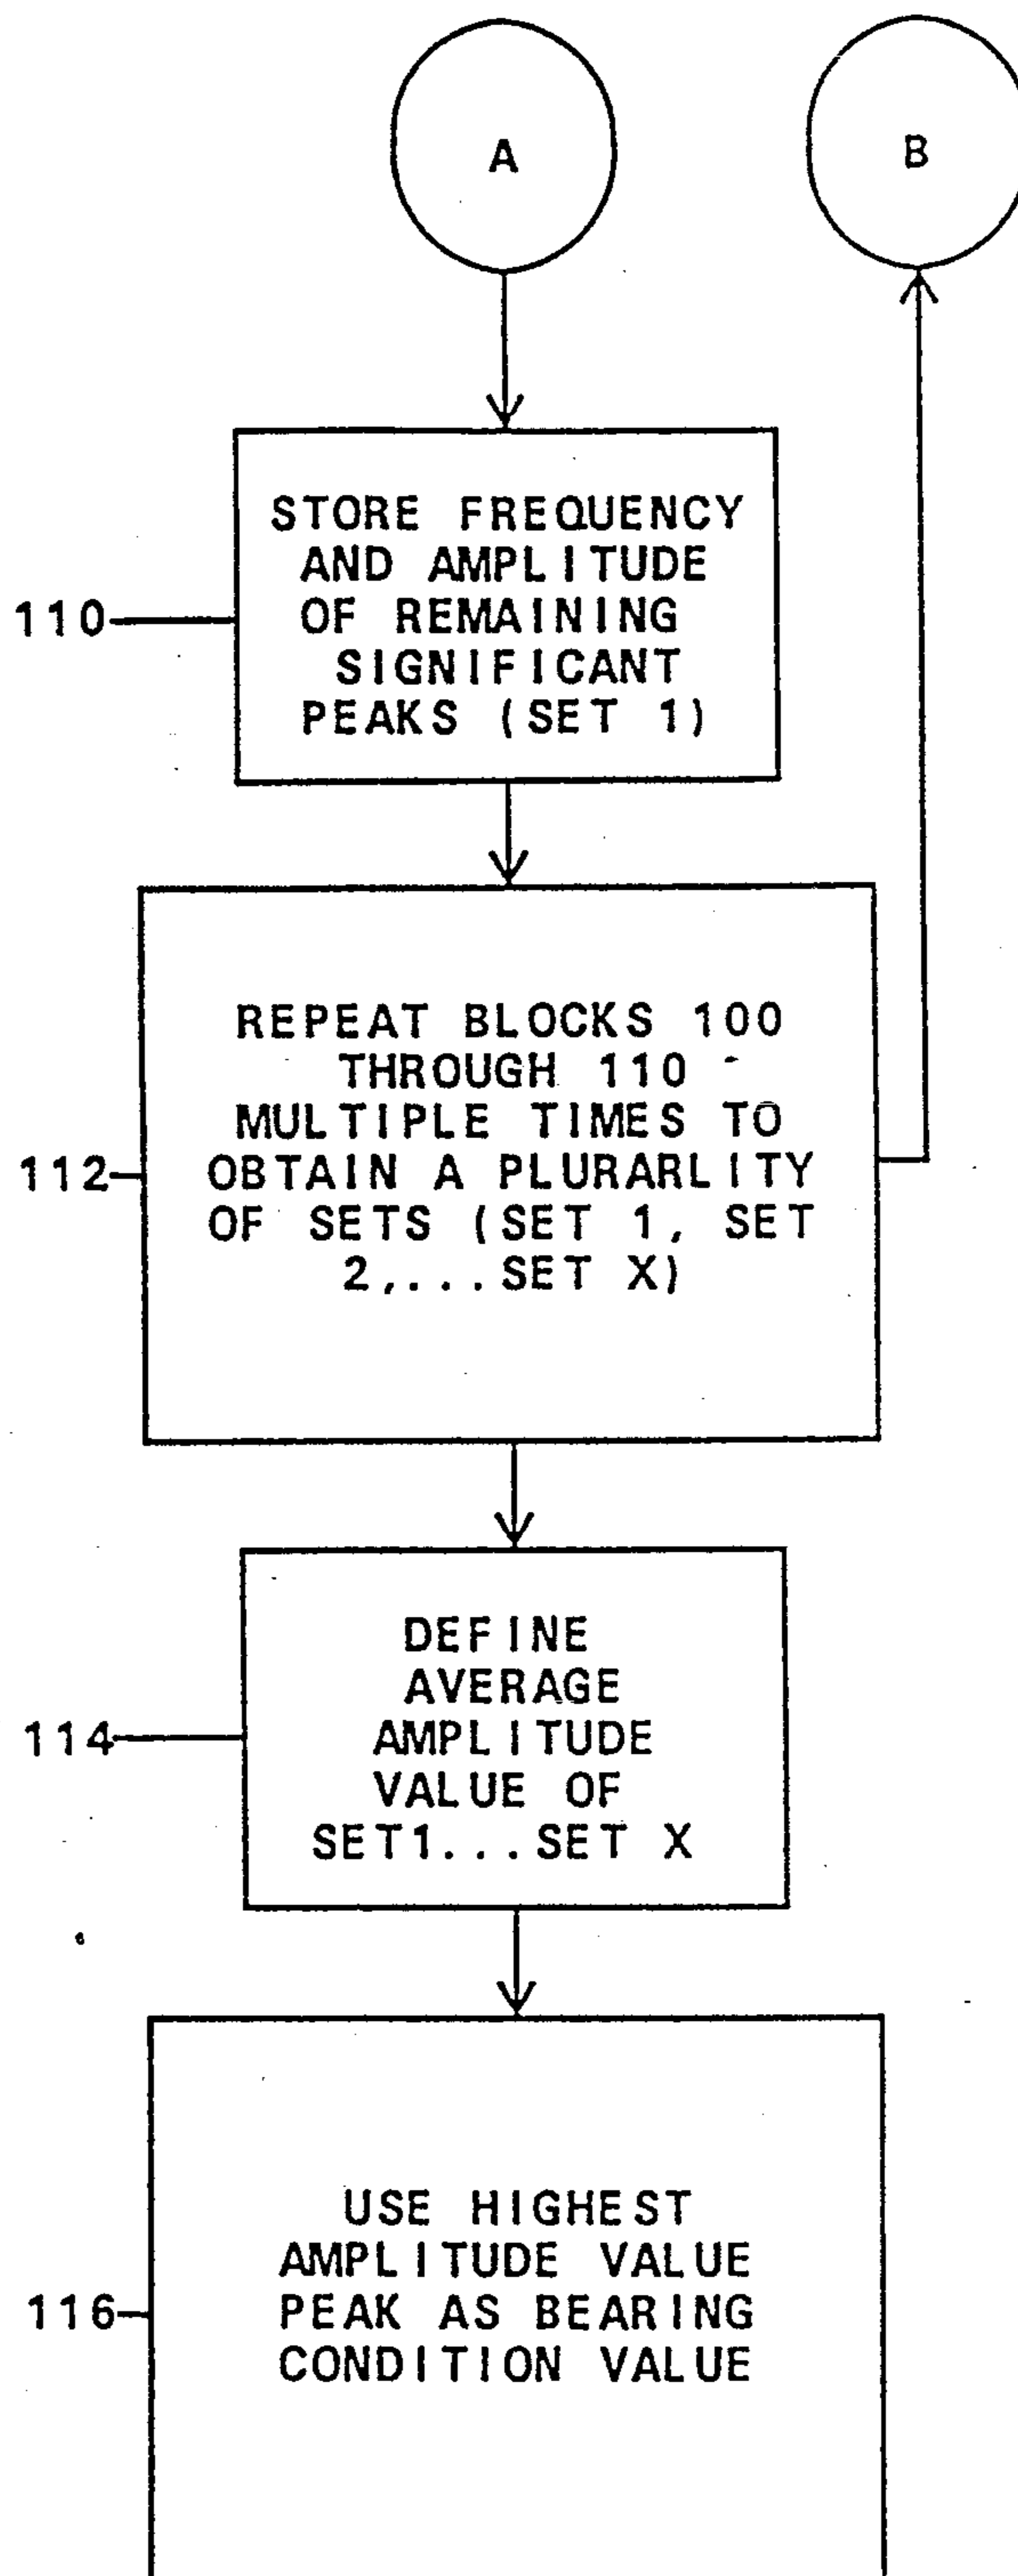 A
B
110
STORE FREQUENCY
AND AMPLITUDE
OF REMAINING
SIGNIFICANT
PEAKS (SET 1)
112
REPEAT BLOCKS 100
THROUGH 110
MULTIPLE TIMES TO
OBTAIN A PLURARLITY
OF SETS (SET 1, SET
2,...SET X)
114
DEFINE
AVERAGE
AMPLITUDE
VALUE OF
SET1...SET X
116
USE HIGHEST
AMPLITUDE VALUE
PEAK AS BEARING
CONDITION VALUE